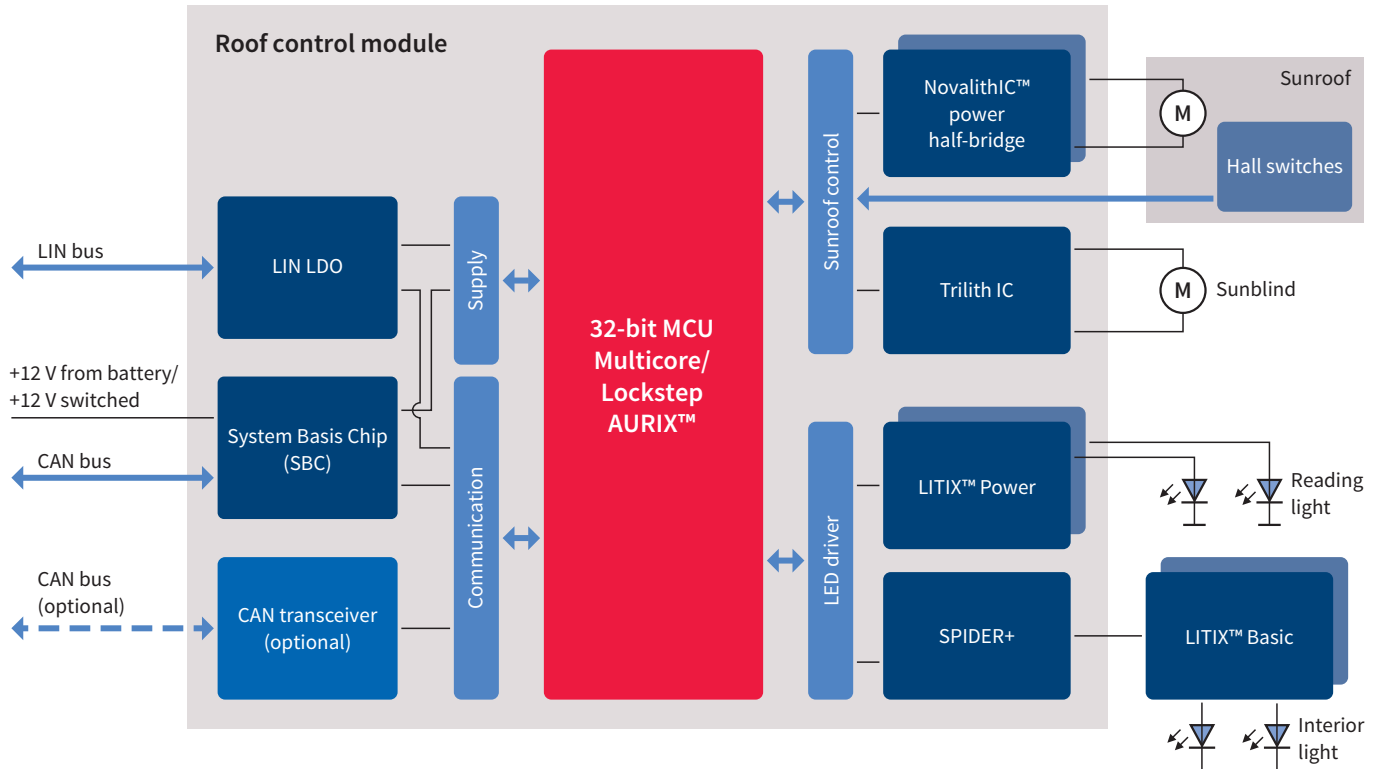 Roof control module
LIN bus
+12 V from battery/
+12 V switched
CAN bus
CAN bus
(optional)
LIN LDO
System Basis Chip
(SBC)
CAN transceiver
(optional)
Supply
Communication
32-bit MCU
Multicore/
Lockstep
AURIX™
Sunroof control
LED driver
NovalithIC™
power
half-bridge
Trilith IC
LITIX™ Power
SPIDER+
Sunroof
M
Hall switches
M
Sunblind
Reading
light
LITIX™ Basic
Interior
light